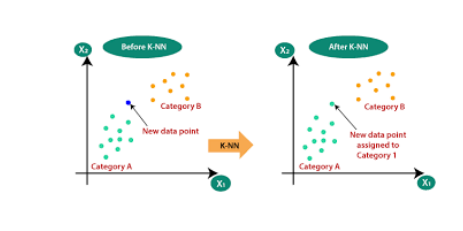 Before K-NN
X₂
Category B
New data point
Category A
X₁
K-NN
After K-NN
X₂
Category B
New data point
assigned to
Category 1
Category A
X₁